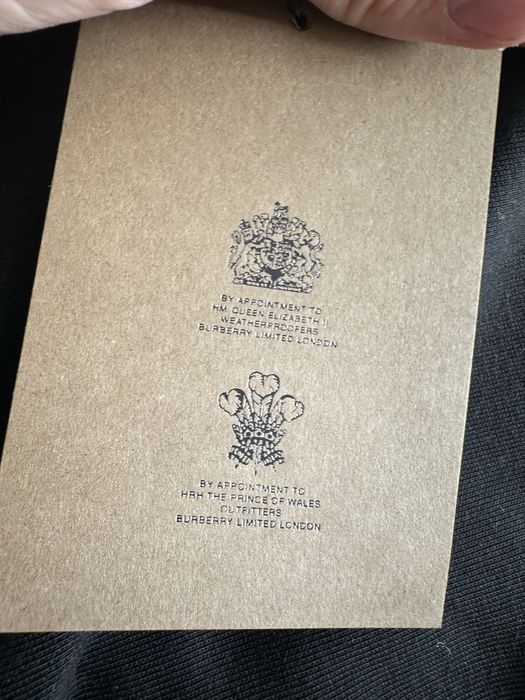 BY APPOINTMENT TO
HM QUEEN ELIZABETH II
WEATHERPROOFERS
BURBERRY LIMITED LONDON
BY APPOINTMENT TO
HRH THE PRINCE OF WALES
OUTFITTERS
BURBERRY LIMITED LONDON